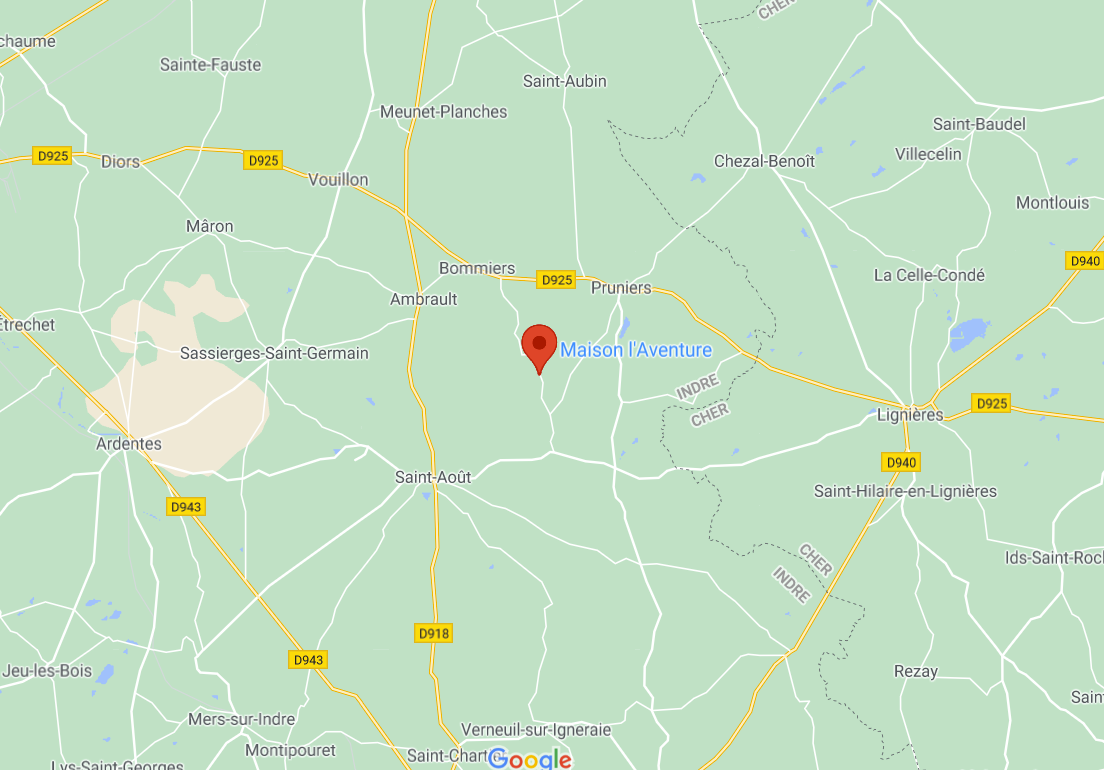 CHER
chaume
Sainte-Fauste
Saint-Aubin
Meunet-Planches
Saint-Baudel
D925
Diors
D925
Chezal-Benoît
Villecelin
Vouillon
Montlouis
Mâron
D940
Bommiers
D925
La Celle-Condé
Pruniers
Ambrault
Étrechet
Sassierges-Saint-Germain
Maison l'Aventure
INDRE
CHER
D925
Lignières
Ardentes
D940
Saint-Août
Saint-Hilaire-en-Lignières
D943
CHER
INDRE
Ids-Saint-Roch
D918
D943
Jeu-les-Bois
Rezay
Saint
Mers-sur-Indre
Verneuil-sur-Igneraie
Montipouret
Saint-Chartie
Google
Lys-Saint-Georges